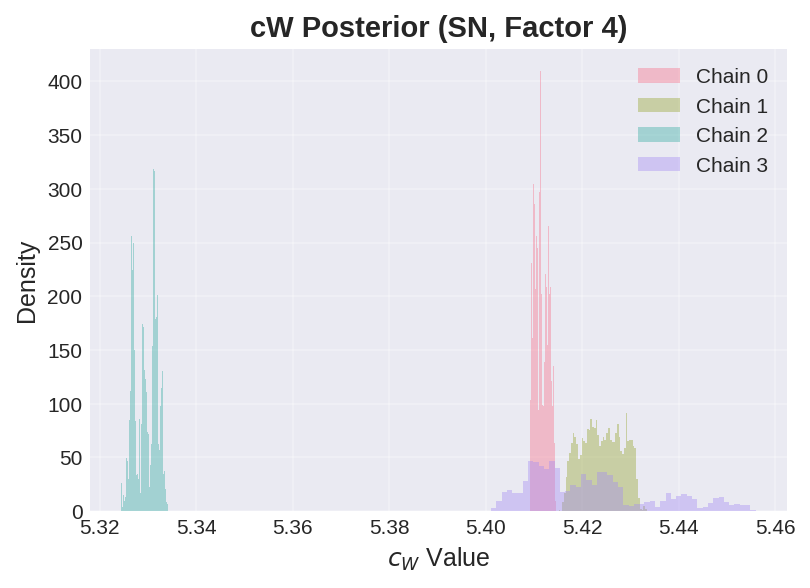 cW Posterior (SN, Factor 4)
Chain 0
Chain 1
Chain 2
Chain 3
400
350
300
250
200
150
100
50
0
Density
5.32 5.34 5.36 5.38 5.40 5.42 5.44 5.46
c_W Value